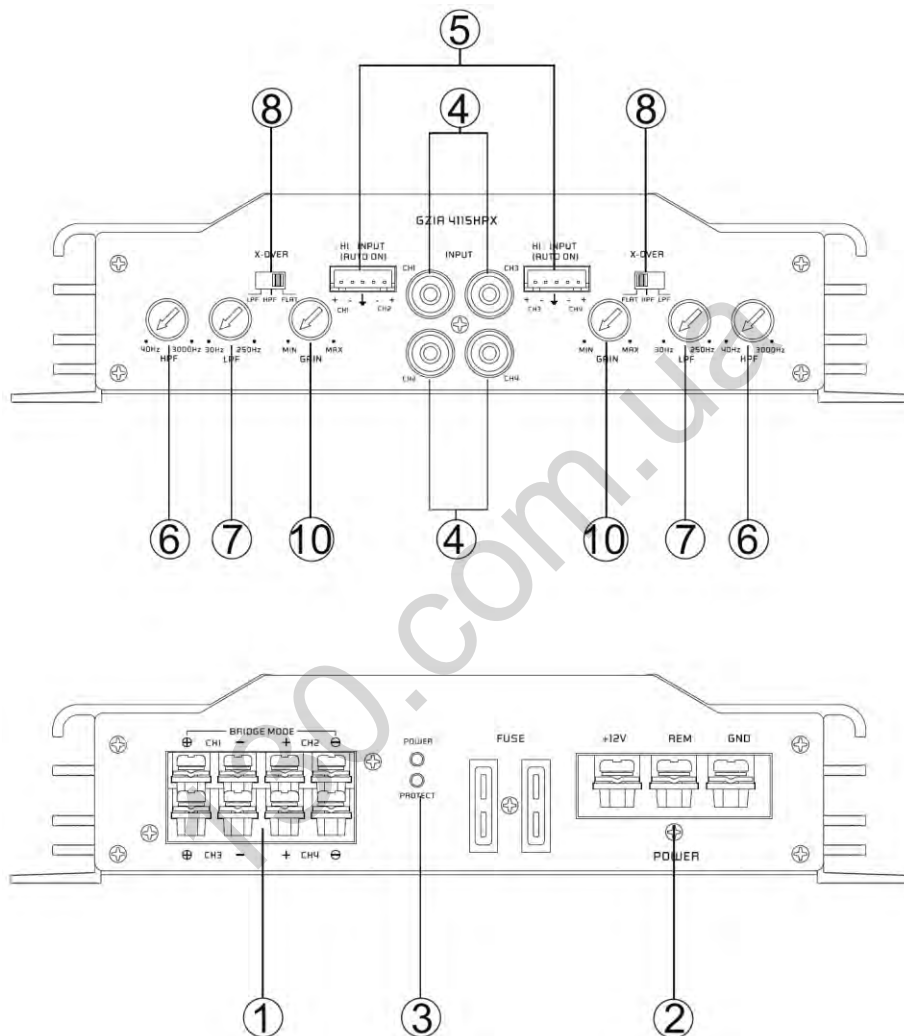 5
8 4 8
GZIA 4115HPX
X-OVER HI INPUT (AUTO ON) INPUT HI INPUT (AUTO ON) X-OVER
CH1 CH3
LPF HPF FLAT + - - + + - - + FLAT HPF LPF
CH1 CH2 CH3 CH4
40Hz 3000Hz 30Hz 250Hz MIN MAX MIN MAX 30Hz 250Hz 40Hz 3000Hz
HPF LPF GAIN CH2 CH4 GAIN LPF HPF
6 7 10 4 10 7 6
130.com.ua
BRIDGE MODE
⊕ CH1 - + CH2 ⊖
POWER FUSE +12V REM GND
PROTECT
⊕ CH3 - + CH4 ⊖
POWER
1 3 2